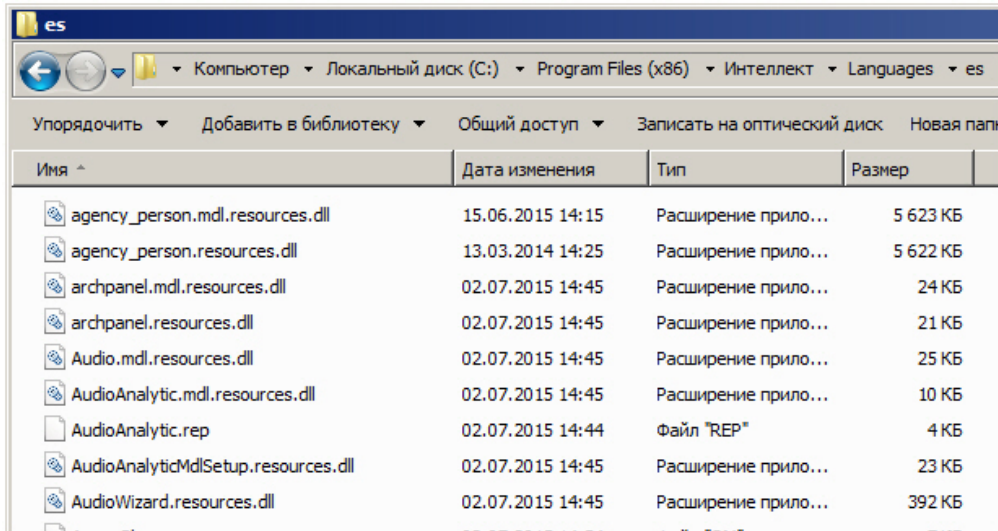 es
Компьютер Локальный диск (C:) Program Files (x86) Интеллект Languages es
Упорядочить Добавить в библиотеку Общий доступ Записать на оптический диск Новая пап
Имя Дата изменения Тип Размер
agency_person.mdl.resources.dll 15.06.2015 14:15 Расширение прило... 5 623 КБ
agency_person.resources.dll 13.03.2014 14:25 Расширение прило... 5 622 КБ
archpanel.mdl.resources.dll 02.07.2015 14:45 Расширение прило... 24 КБ
archpanel.resources.dll 02.07.2015 14:45 Расширение прило... 21 КБ
Audio.mdl.resources.dll 02.07.2015 14:45 Расширение прило... 25 КБ
AudioAnalytic.mdl.resources.dll 02.07.2015 14:45 Расширение прило... 10 КБ
AudioAnalytic.rep 02.07.2015 14:44 Файл "REP" 4 КБ
AudioAnalyticMdlSetup.resources.dll 02.07.2015 14:45 Расширение прило... 23 КБ
AudioWizard.resources.dll 02.07.2015 14:45 Расширение прило... 392 КБ